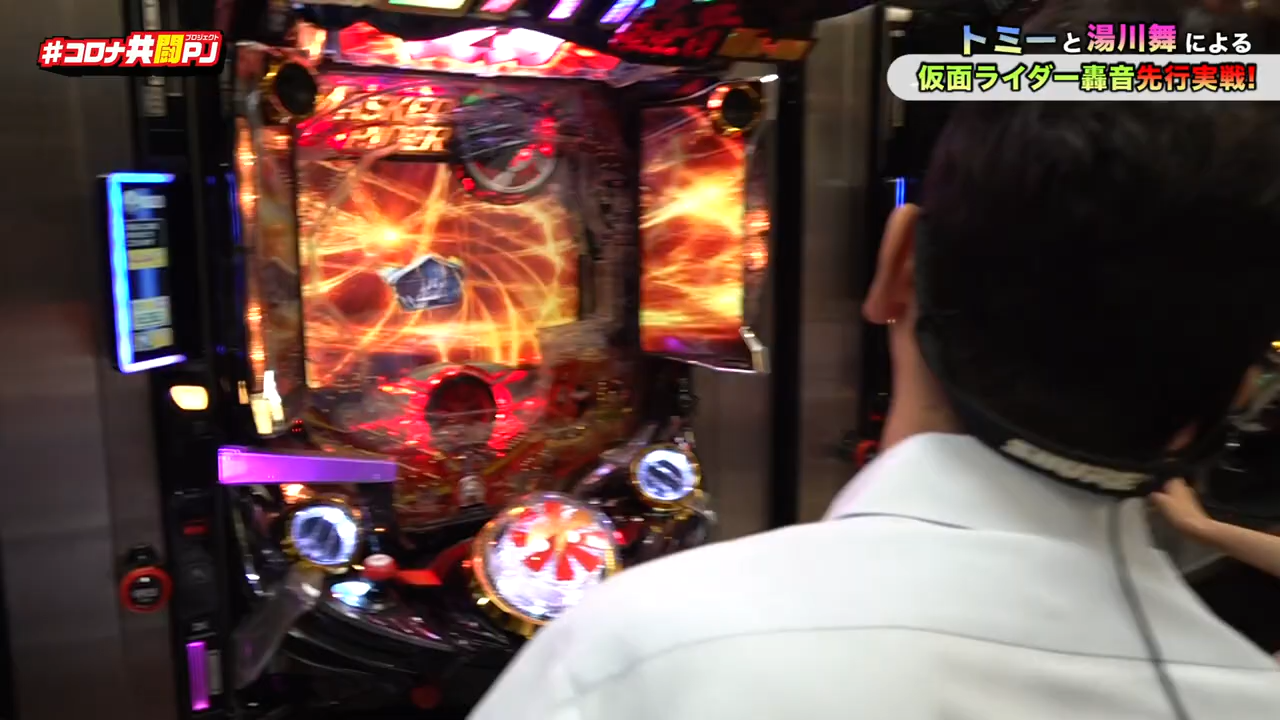 #コロナ共闘PJ
プロジェクト
トミーと湯川舞による
仮面ライダー轟音先行実戦!
MASKED
RIDER